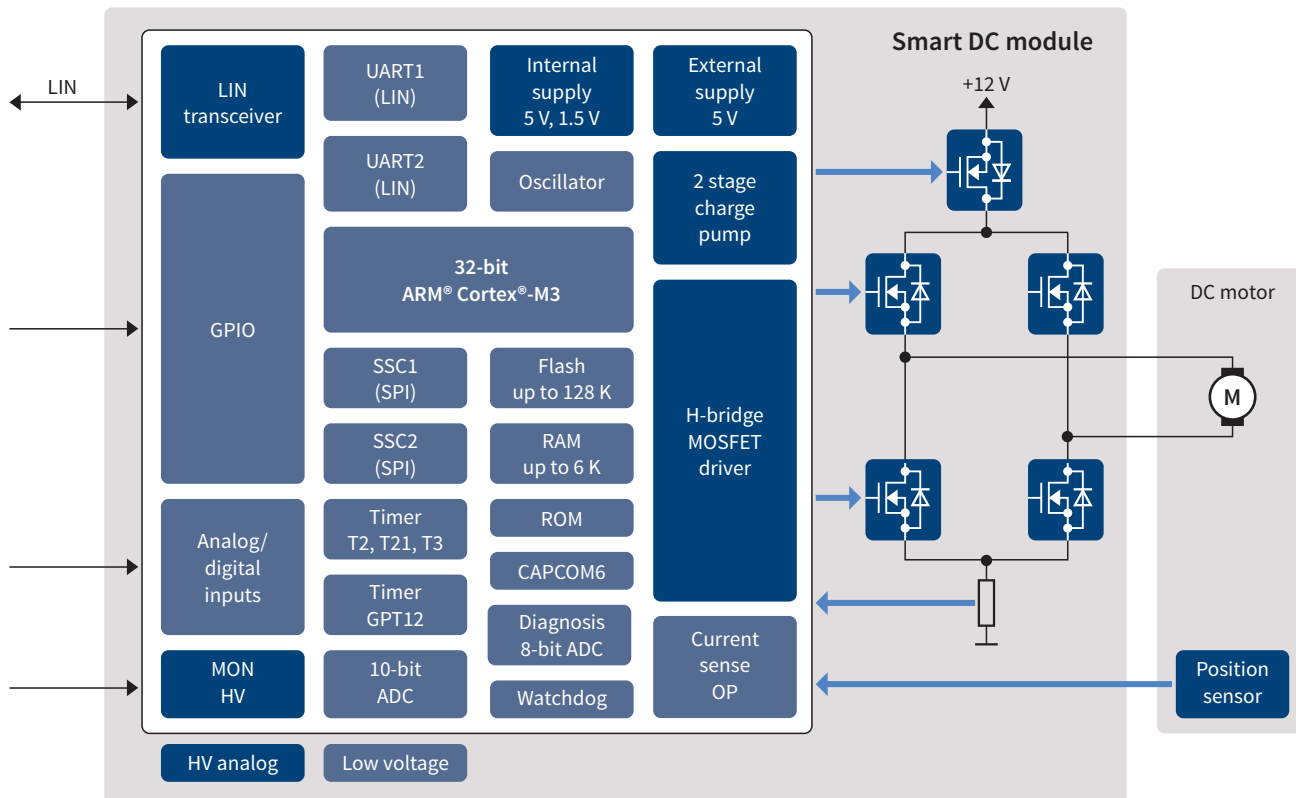 Smart DC module
LIN
LIN
transceiver
GPIO
Analog/
digital
inputs
MON
HV
UART1
(LIN)
UART2
(LIN)
Internal
supply
5 V, 1.5 V
Oscillator
External
supply
5 V
2 stage
charge
pump
32-bit
ARM® Cortex®-M3
SSC1
(SPI)
SSC2
(SPI)
Timer
T2, T21, T3
Timer
GPT12
10-bit
ADC
Flash
up to 128 K
RAM
up to 6 K
ROM
CAPCOM6
Diagnosis
8-bit ADC
Watchdog
H-bridge
MOSFET
driver
Current
sense
OP
+12 V
DC motor
M
Position
sensor
HV analog
Low voltage